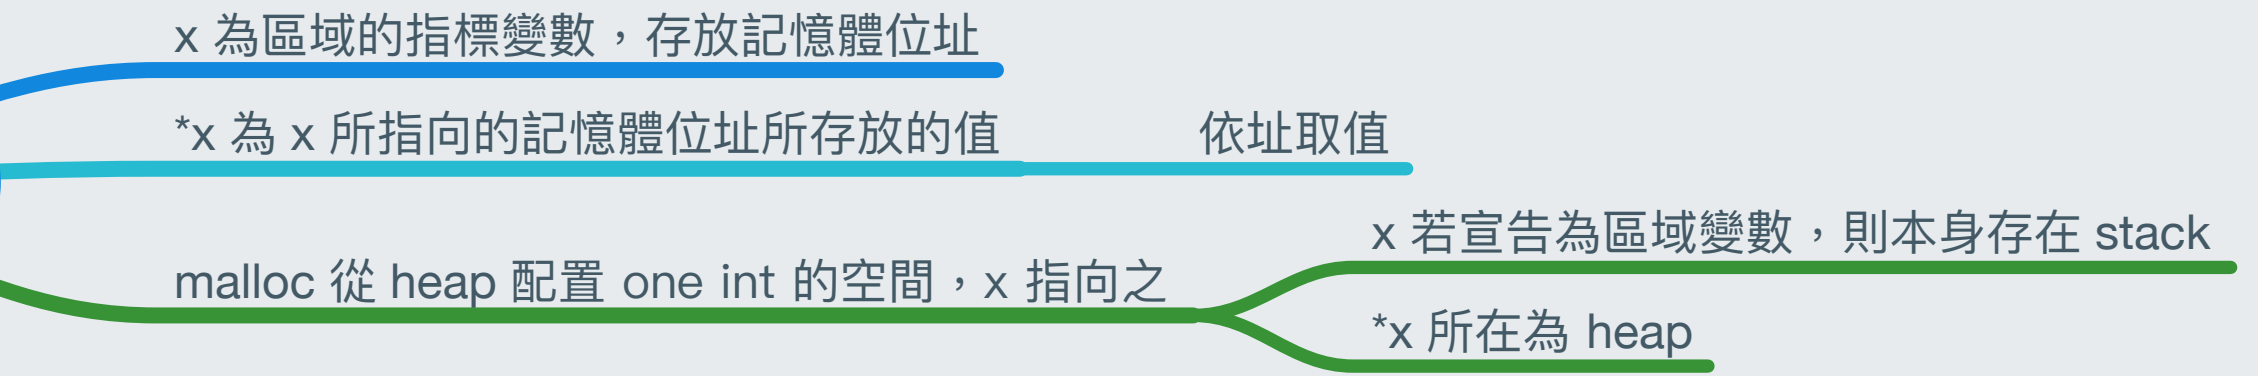 x 為區域的指標變數，存放記憶體位址
*x 為 x 所指向的記憶體位址所存放的值
依址取值
malloc 從 heap 配置 one int 的空間，x 指向之
x 若宣告為區域變數，則本身存在 stack
*x 所在為 heap